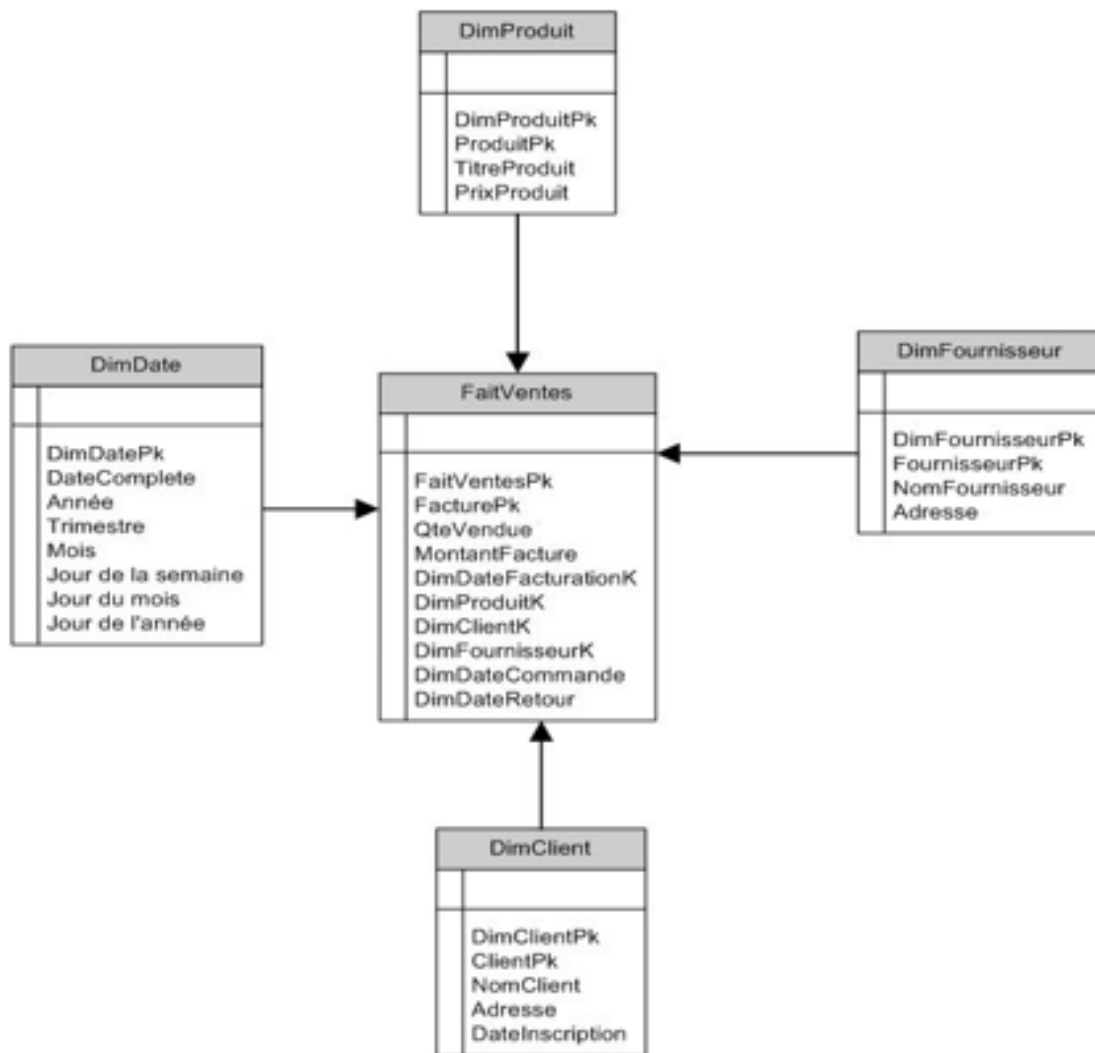 DimProduit
DimProduitPk
ProduitPk
TitreProduit
PrixProduit
DimDate
DimDatePk
DateComplete
Année
Trimestre
Mois
Jour de la semaine
Jour du mois
Jour de l'année
FaitVentes
FaitVentesPk
FacturePk
QteVendue
MontantFacture
DimDateFacturationK
DimProduitK
DimClientK
DimFournisseurK
DimDateCommande
DimDateRetour
DimFournisseur
DimFournisseurPk
FournisseurPk
NomFournisseur
Adresse
DimClient
DimClientPk
ClientPk
NomClient
Adresse
DateInscription